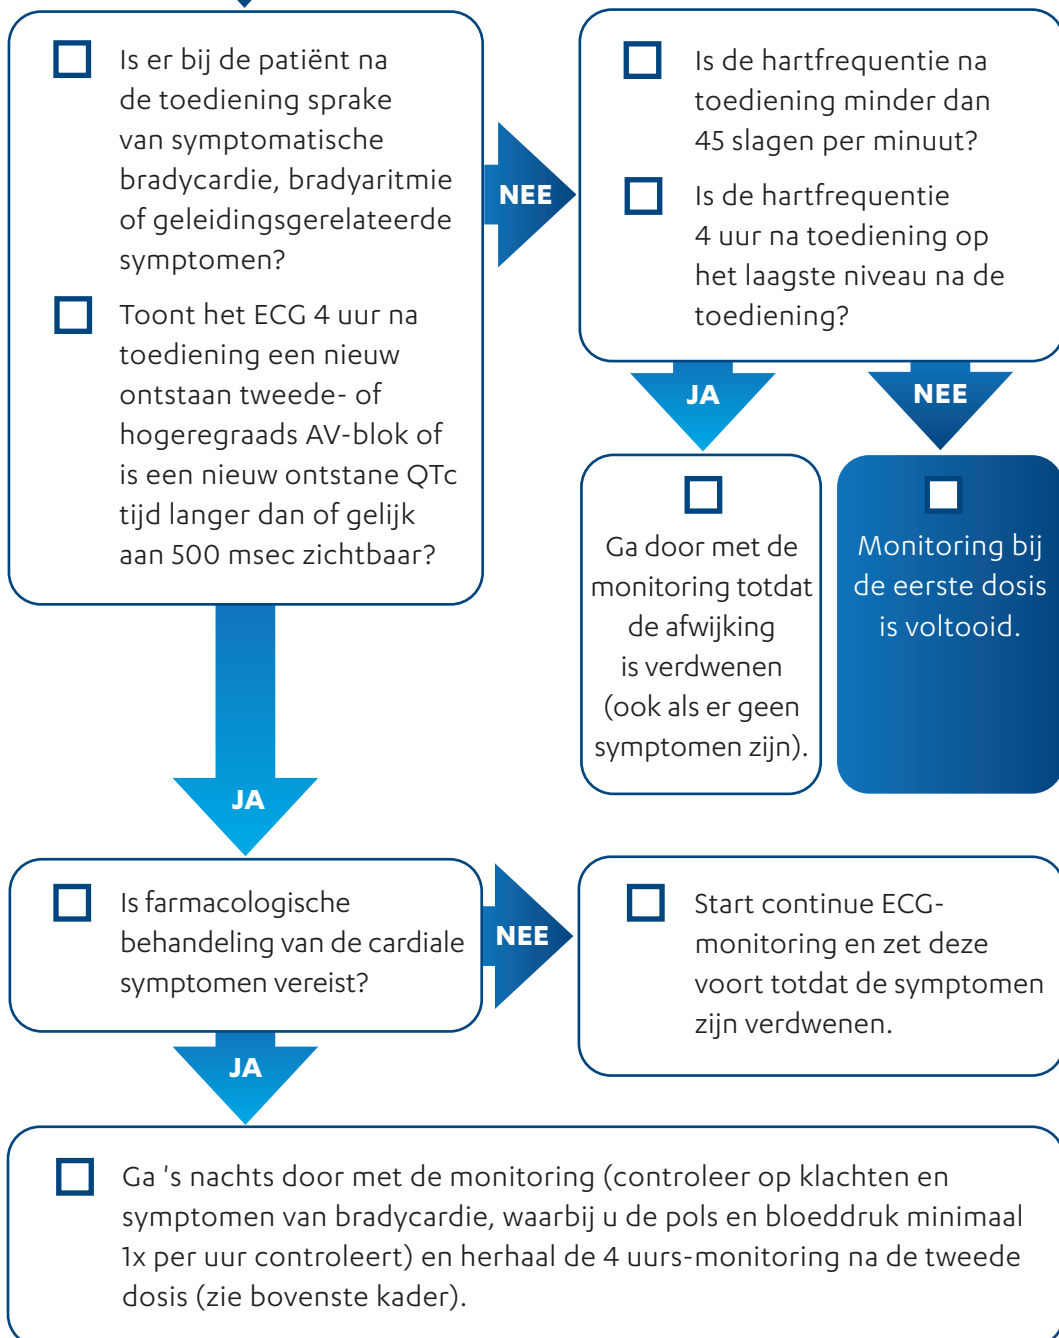 Is er bij de patiënt na
de toediening sprake
van symptomatische
bradycardie, bradyaritmie
of geleidingsgerelateerde
symptomen?
Toont het ECG 4 uur na
toediening een nieuw
ontstaan tweede- of
hogeregraads AV-blok of
is een nieuw ontstane QTc
tijd langer dan of gelijk
aan 500 msec zichtbaar?
NEE
Is de hartfrequentie na
toediening minder dan
45 slagen per minuut?
Is de hartfrequentie
4 uur na toediening op
het laagste niveau na de
toediening?
JA
NEE
Ga door met de
monitoring totdat
de afwijking
is verdwenen
(ook als er geen
symptomen zijn).
Monitoring bij
de eerste dosis
is voltooid.
JA
Is farmacologische
behandeling van de cardiale
symptomen vereist?
NEE
Start continue ECG-
monitoring en zet deze
voort totdat de symptomen
zijn verdwenen.
JA
Ga 's nachts door met de monitoring (controleer op klachten en
symptomen van bradycardie, waarbij u de pols en bloeddruk minimaal
1x per uur controleert) en herhaal de 4 uurs-monitoring na de tweede
dosis (zie bovenste kader).